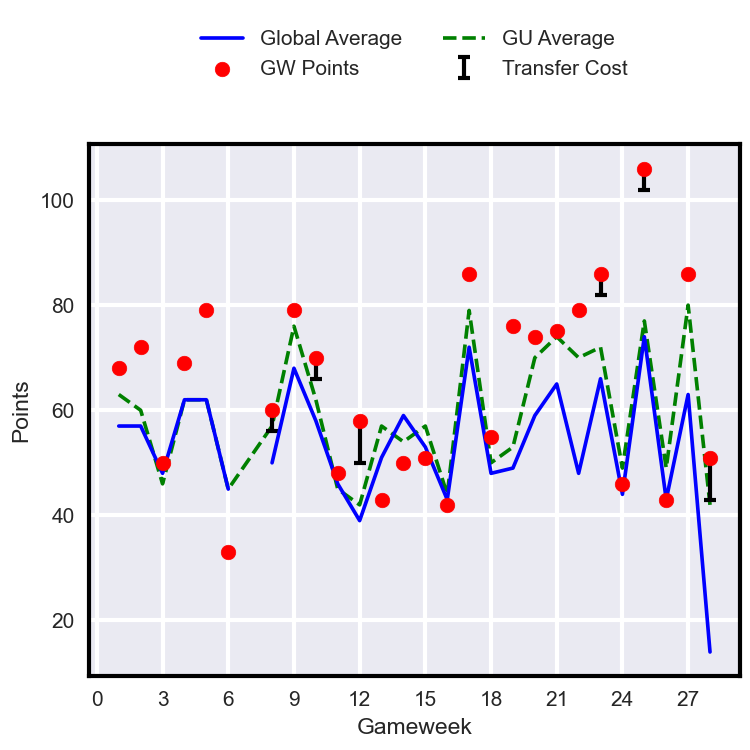 Global Average
GU Average
GW Points
Transfer Cost
Points
100
80
60
40
20
0 3 6 9 12 15 18 21 24 27
Gameweek